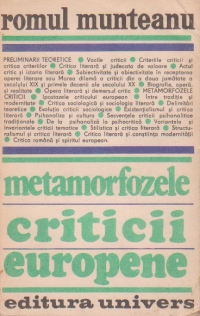 romul munteanu
PRELIMINARII TEORETICE ● Vocile criticii ● Criteriile criticii și
critica criteriilor ● Critica literară și judecata de valoare ● Actul
critic și istoria literară ● Subiectivitate și obiectivitate în receptarea
operei literare sau Marea dilemă a criticii din a doua jumătate a
secolului XIX și primele decenii ale secolului XX ● Biografie, operă,
și realitate ● Opera literară și demersul critic ● METAMORFOZELE
CRITICII ● Ipostazele criticului european ● Între tradiție și
modernitate ● Critica sociologică și sociologia literară ● Delimitări
teoretice ● Evoluția criticii sociologice ● Existențialismul și critica
literară ● Psihanaliza și cultura ● Secvențele criticii psihanalitice
tradiționale ● De la psihanaliză la psihocritică ● Variantele și
invariantele criticii tematice ● Stilistica și critica literară ● Structu-
ralismul și critica literară ● Critica literară și conștiința modernității
● Critica română și spiritul european.
metamorfozele
criticii
europene
editura univers